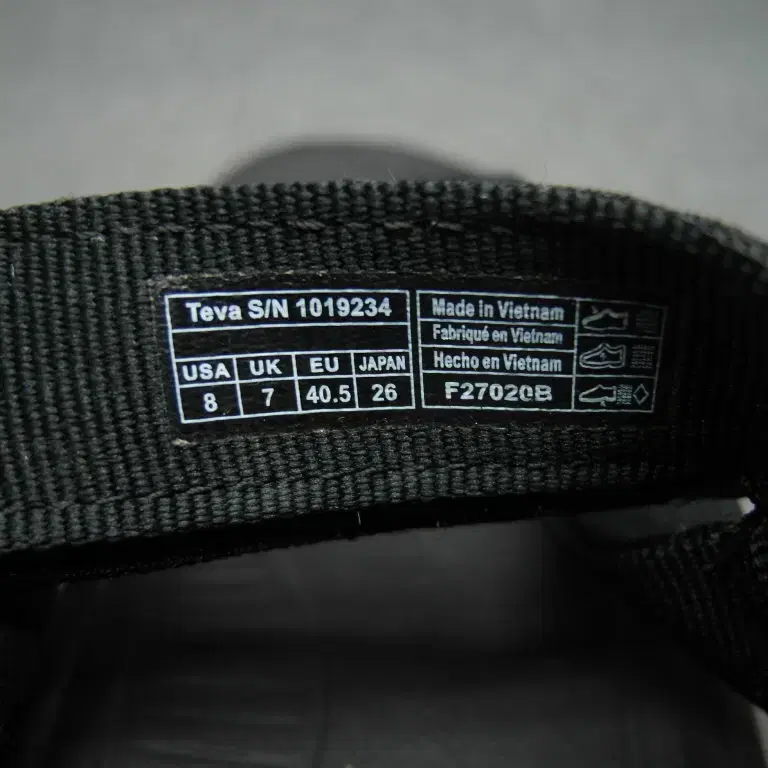 Teva S/N 1019234
USA UK EU JAPAN
8 7 40.5 26
Made in Vietnam
Fabriqué en Vietnam
Hecho en Vietnam
F27020B